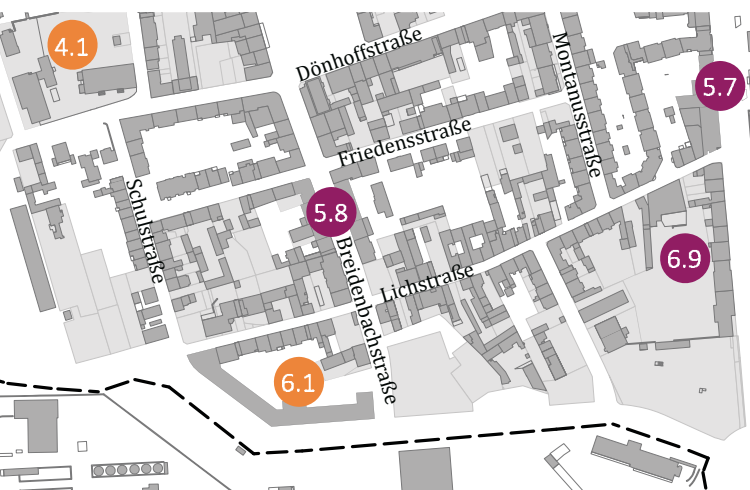 4.1
Dönhoffstraße
Montanusstraße
5.7
Friedensstraße
Schulstraße
5.8
Breidenbachstraße
Lichstraße
6.9
6.1